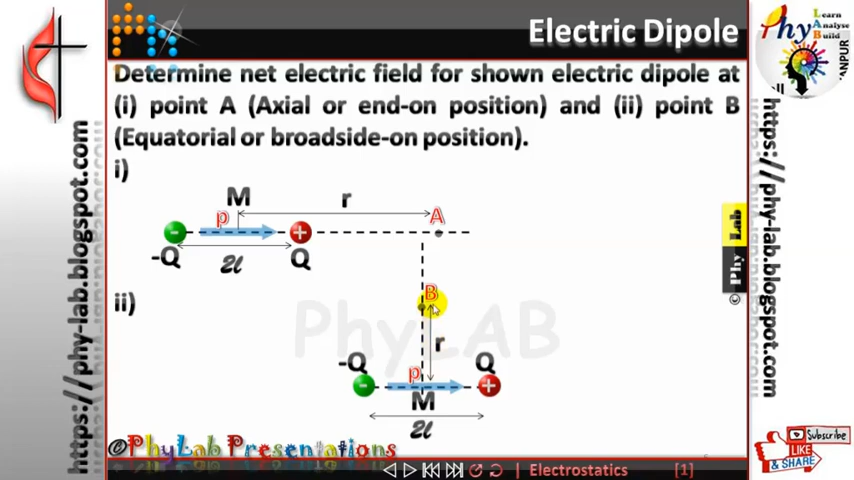 Electric Dipole
Phy
Learn
Analyse
Build
Determine net electric field for shown electric dipole at
(i) point A (Axial or end-on position) and (ii) point B
(Equatorial or broadside-on position).
i)
M
r
p
A
-
+
-Q
2l
Q
ii)
B
r
-Q
Q
p
-
+
M
2l
PhyLAB
https://phy-lab.blogspot.com
https://phy-lab.blogspot.com
© Phy Lab
© PhyLab Presentations
Subscribe
LIKE
& SHARE
Electrostatics
[1]